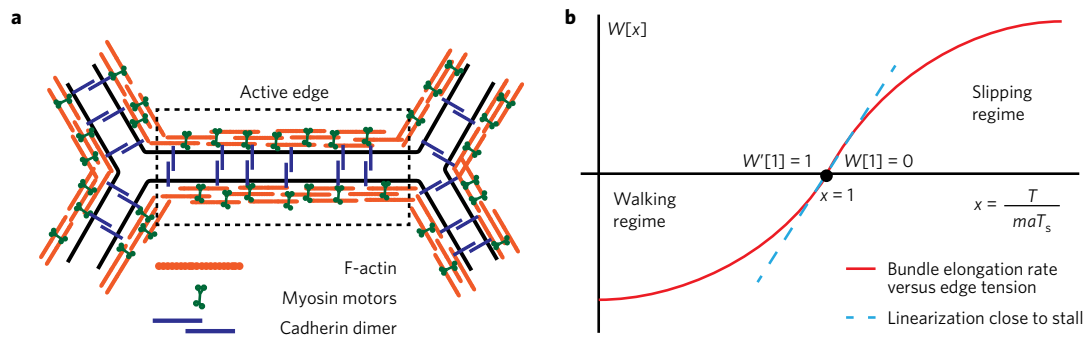 a
Active edge
F-actin
Myosin motors
Cadherin dimer
b
W[x]
Slipping
regime
W′[1] = 1
W[1] = 0
Walking
regime
x = 1
x = T / maTs
Bundle elongation rate
versus edge tension
Linearization close to stall